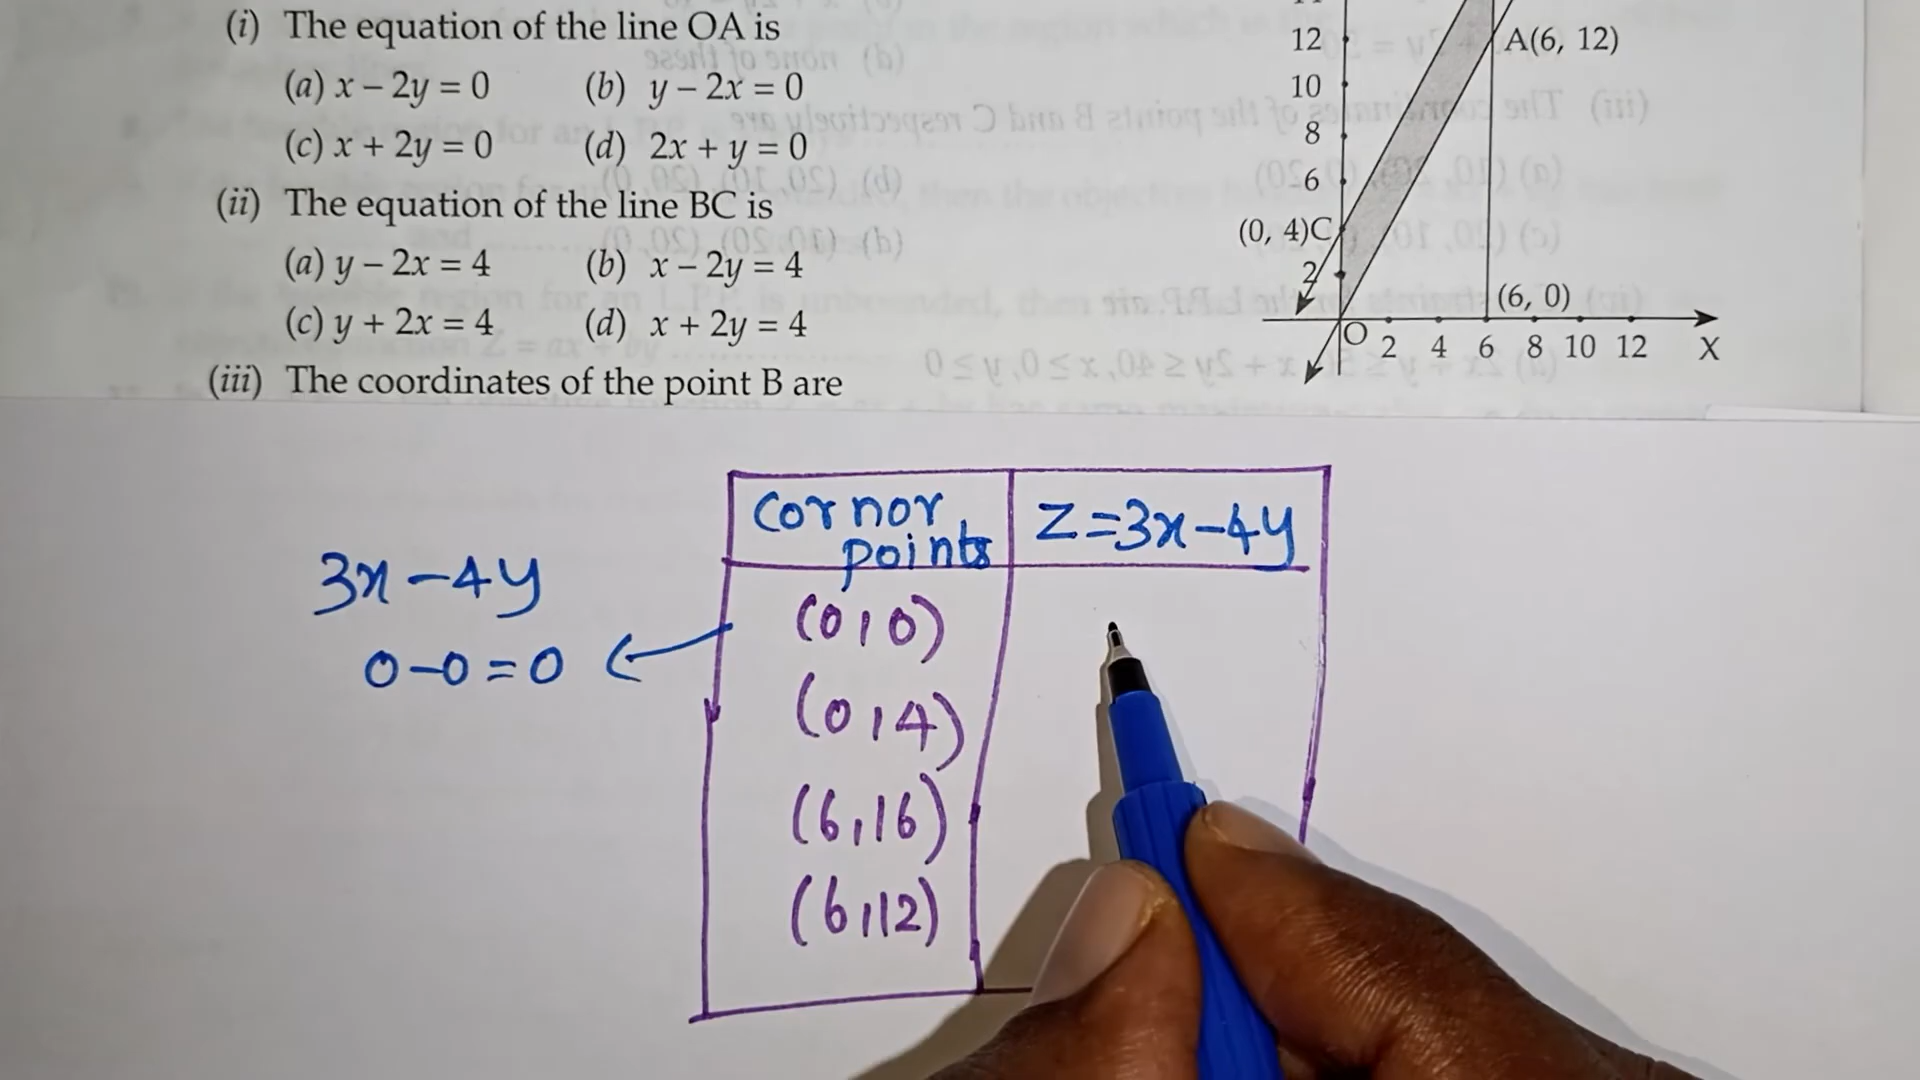 (i) The equation of the line OA is
(a) x – 2y = 0 (b) y – 2x = 0
(c) x + 2y = 0 (d) 2x + y = 0
(ii) The equation of the line BC is
(a) y – 2x = 4 (b) x – 2y = 4
(c) y + 2x = 4 (d) x + 2y = 4
(iii) The coordinates of the point B are
12
A(6, 12)
10
8
6
(0, 4)C
2
(6, 0)
O 2 4 6 8 10 12 X
Cornor points
Z=3x-4y
3x-4y
0-0=0
(0,0)
(0,4)
(6,16)
(6,12)